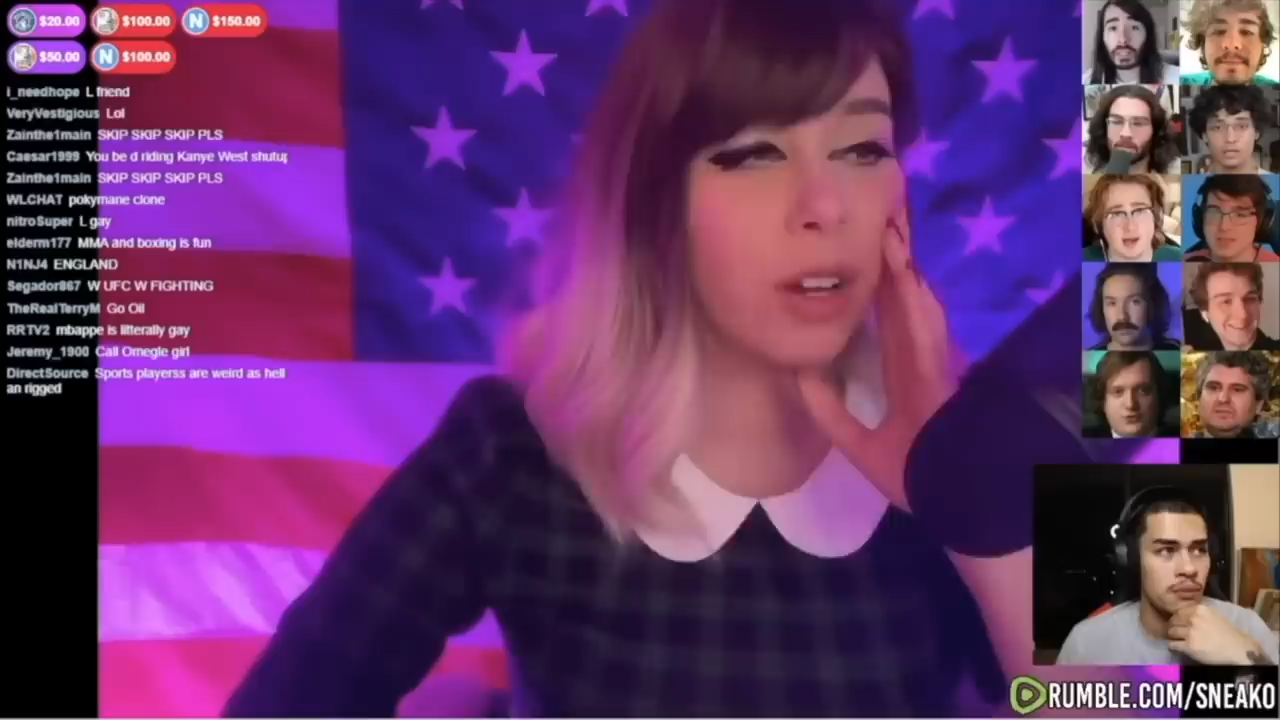 $20.00 $100.00 $150.00
$50.00 $100.00
i_needhope L friend
VeryVestigious Lol
Zainthe1main SKIP SKIP SKIP PLS
Caesar1999 You be d riding Kanye West shutup
Zainthe1main SKIP SKIP SKIP PLS
WLCHAT pokymane clone
nitroSuper L gay
elderm177 MMA and boxing is fun
N1NJ4 ENGLAND
Segador867 W UFC W FIGHTING
TheRealTerryM Go Oil
RRTV2 mbappe is litterally gay
Jeremy_1900 Call Omegle girl
DirectSource Sports playerss are weird as hell
an rigged
RUMBLE.COM/SNEAKO